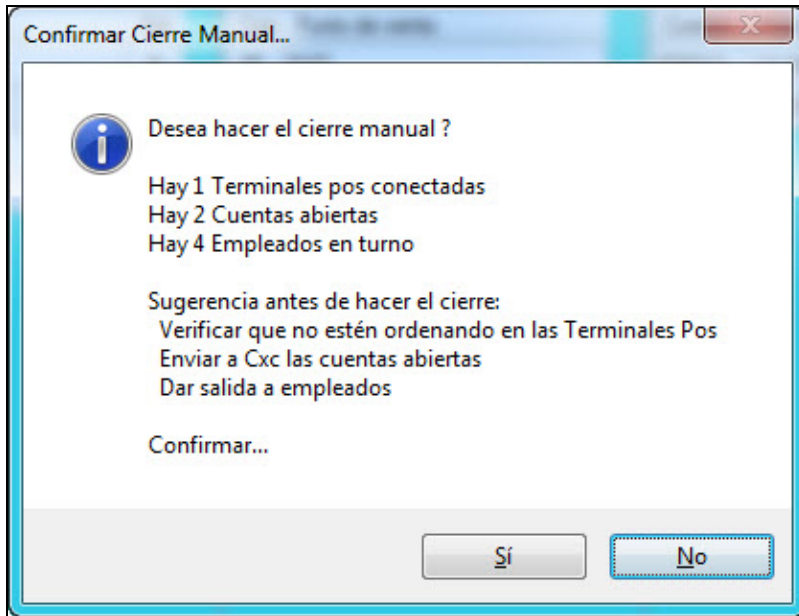 Confirmar Cierre Manual...
Desea hacer el cierre manual ?
Hay 1 Terminales pos conectadas
Hay 2 Cuentas abiertas
Hay 4 Empleados en turno
Sugerencia antes de hacer el cierre:
Verificar que no estén ordenando en las Terminales Pos
Enviar a Cxc las cuentas abiertas
Dar salida a empleados
Confirmar...
Sí
No